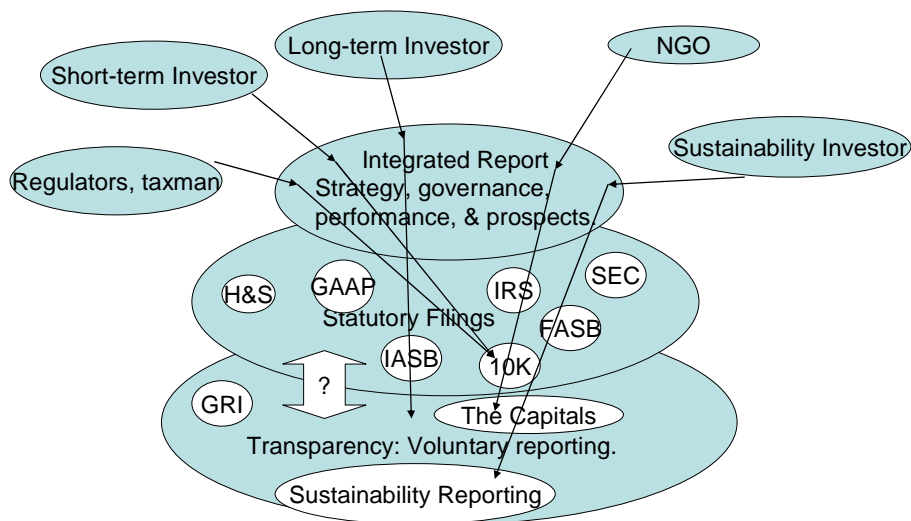 Long-term Investor
NGO
Short-term Investor
Sustainability Investor
Regulators, taxman
Integrated Report
Strategy, governance,
performance, & prospects.
H&S
GAAP
IRS
SEC
Statutory Filings
FASB
IASB
10K
?
GRI
The Capitals
Transparency: Voluntary reporting.
Sustainability Reporting